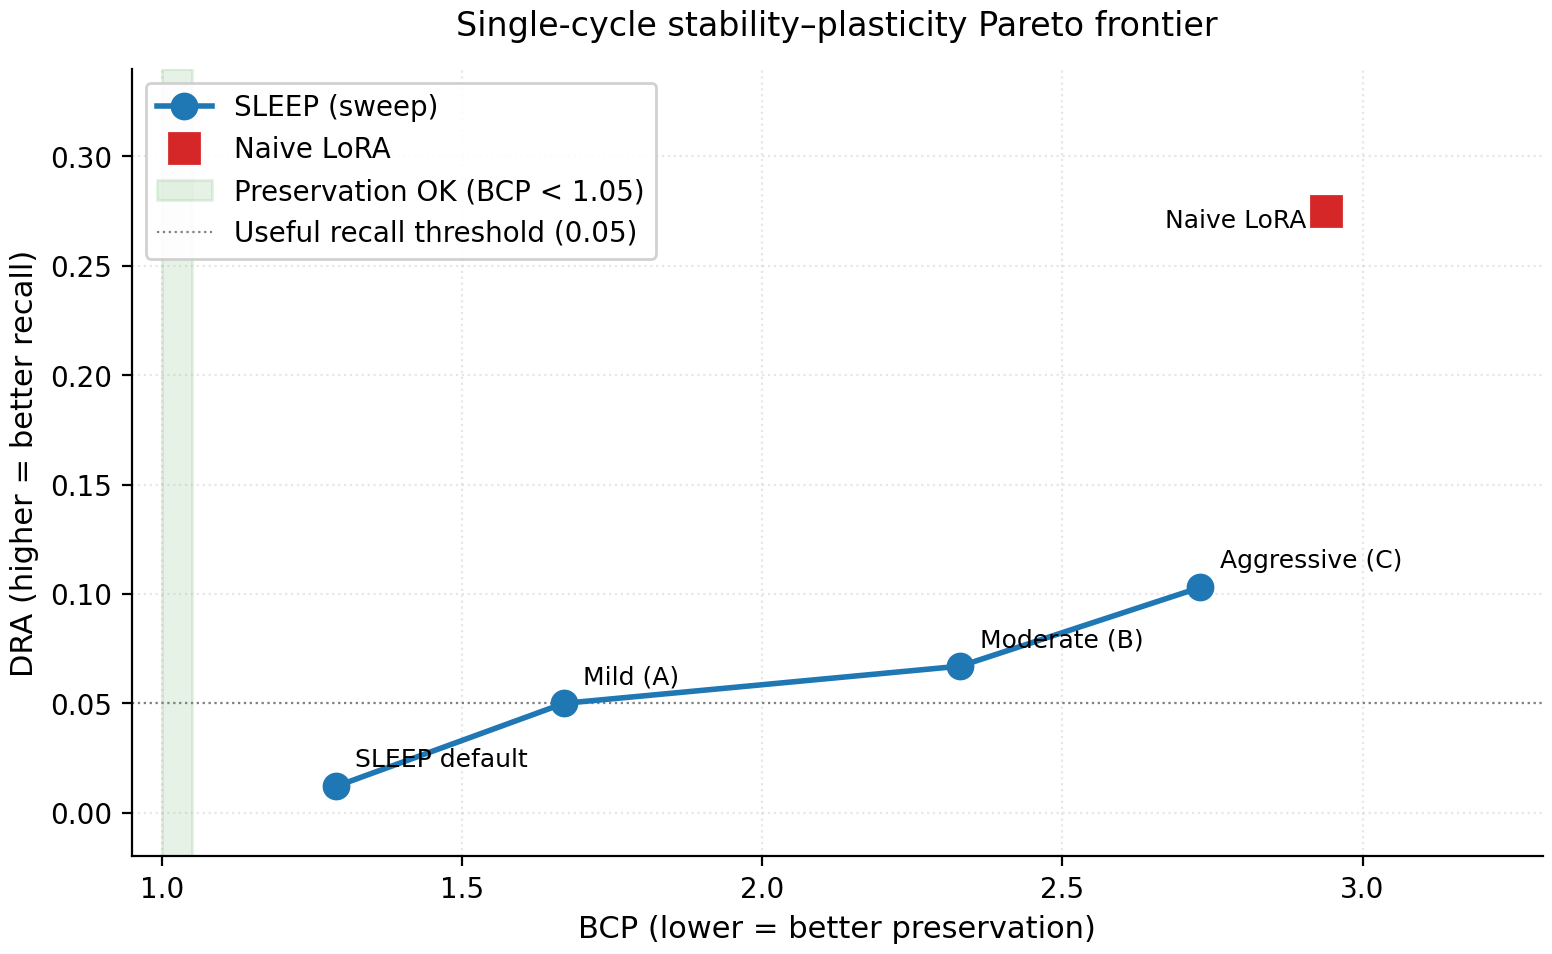 Single-cycle stability–plasticity Pareto frontier
SLEEP (sweep)
Naive LoRA
Preservation OK (BCP < 1.05)
Useful recall threshold (0.05)
DRA (higher = better recall)
0.30
0.25
0.20
0.15
0.10
0.05
0.00
Naive LoRA
Aggressive (C)
Moderate (B)
Mild (A)
SLEEP default
1.0
1.5
2.0
2.5
3.0
BCP (lower = better preservation)